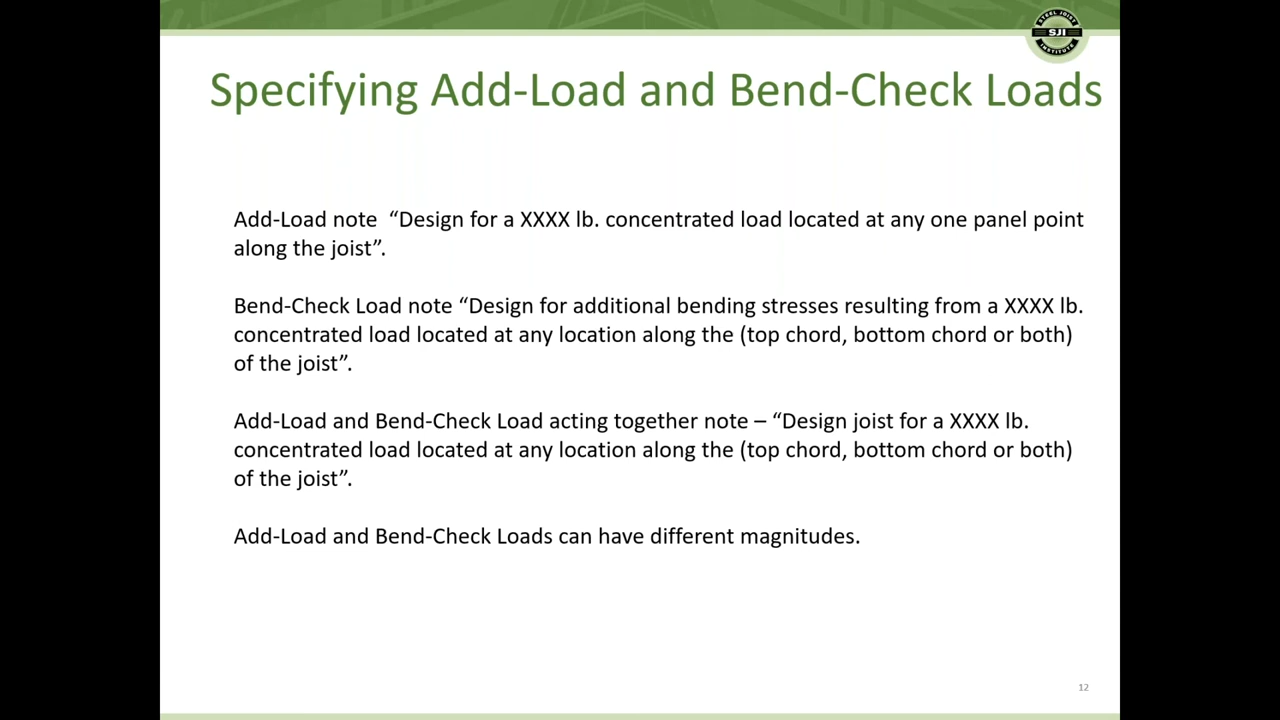 STEEL JOIST
SJI
INSTITUTE
Specifying Add-Load and Bend-Check Loads
Add-Load note  “Design for a XXXX lb. concentrated load located at any one panel point
along the joist”.
Bend-Check Load note “Design for additional bending stresses resulting from a XXXX lb.
concentrated load located at any location along the (top chord, bottom chord or both)
of the joist”.
Add-Load and Bend-Check Load acting together note – “Design joist for a XXXX lb.
concentrated load located at any location along the (top chord, bottom chord or both)
of the joist”.
Add-Load and Bend-Check Loads can have different magnitudes.
12